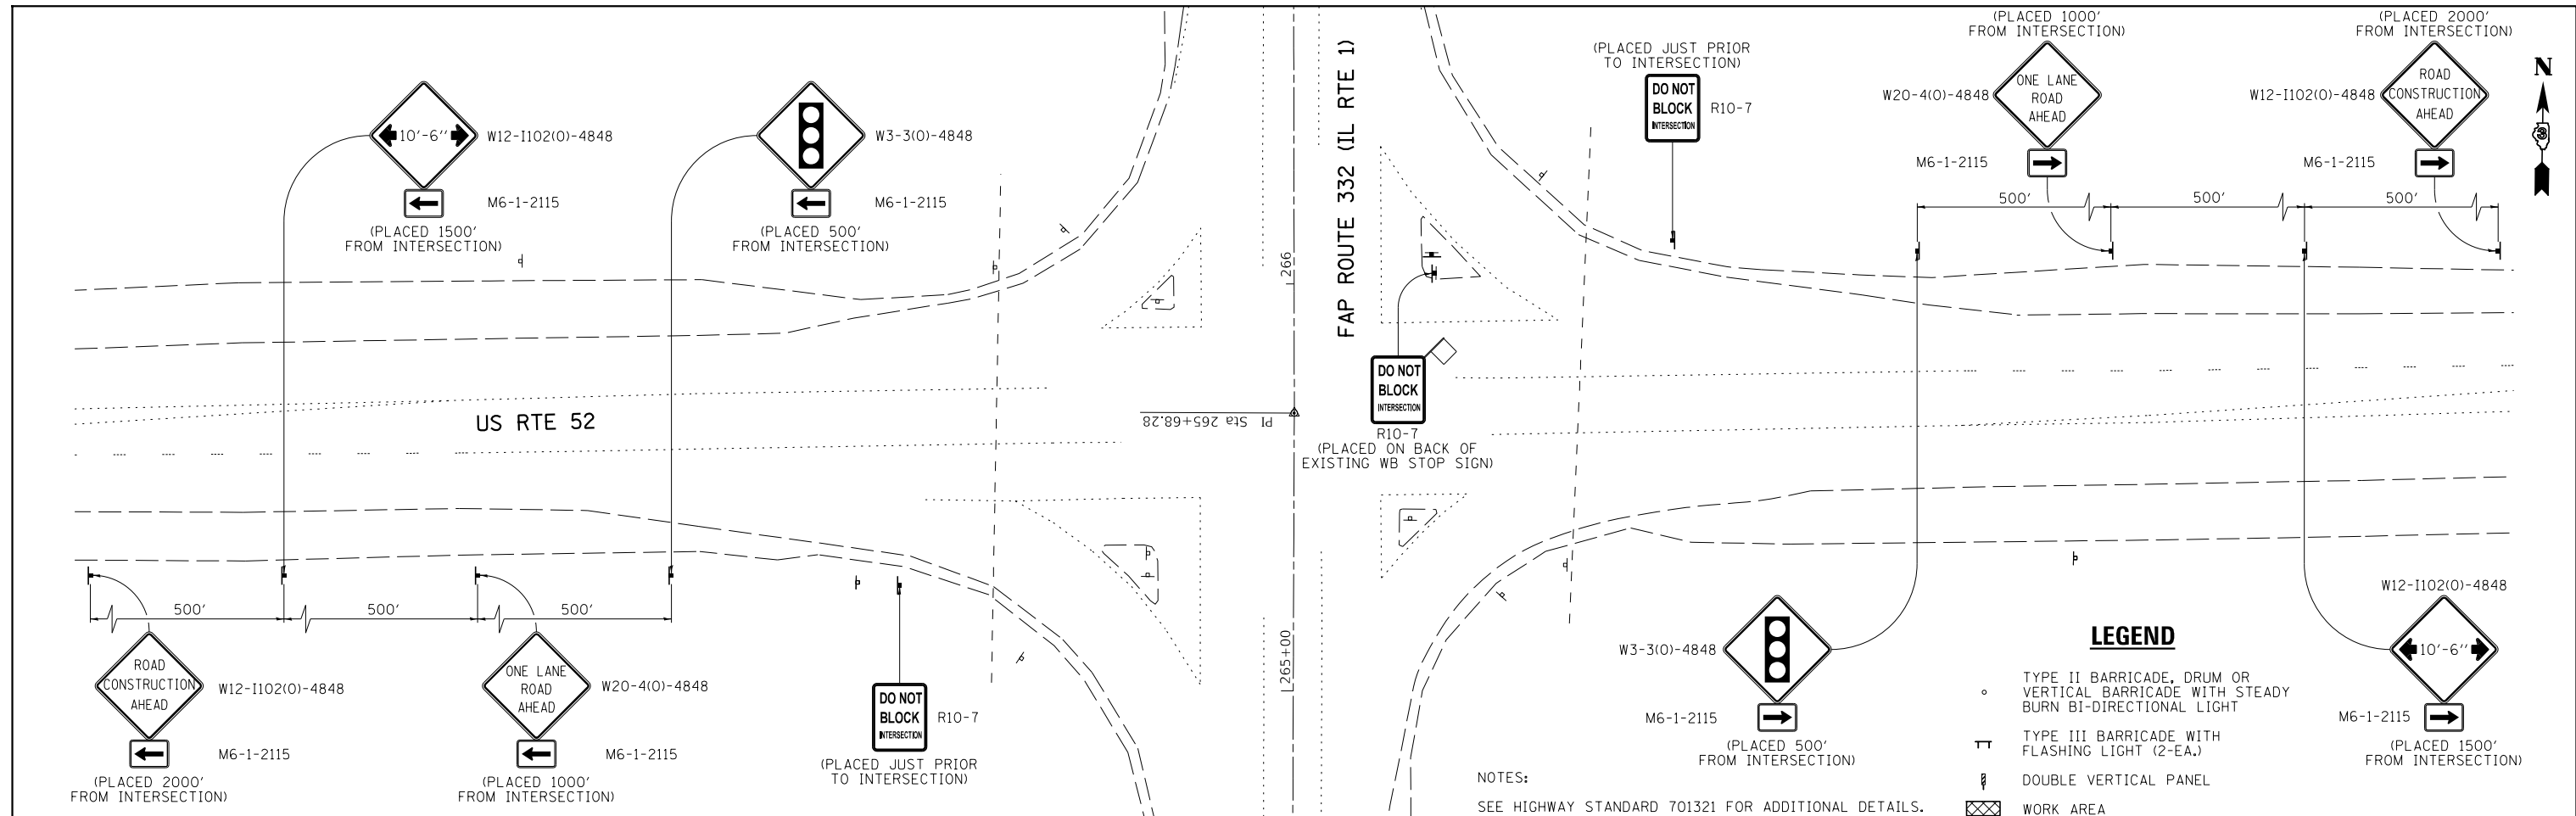 (PLACED 1000'
FROM INTERSECTION)
(PLACED 2000'
FROM INTERSECTION)
(PLACED JUST PRIOR
TO INTERSECTION)
DO NOT
BLOCK
INTERSECTION
R10-7
W20-4(O)-4848
ONE LANE
ROAD
AHEAD
M6-1-2115
W12-I102(O)-4848
ROAD
CONSTRUCTION
AHEAD
M6-1-2115
N
3
500'
500'
500'
10'-6''
W12-I102(O)-4848
M6-1-2115
(PLACED 1500'
FROM INTERSECTION)
W3-3(O)-4848
M6-1-2115
(PLACED 500'
FROM INTERSECTION)
FAP ROUTE 332 (IL RTE 1)
266
US RTE 52
PI Sta 265+68.28
DO NOT
BLOCK
INTERSECTION
R10-7
(PLACED ON BACK OF
EXISTING WB STOP SIGN)
265+00
500'
500'
500'
ROAD
CONSTRUCTION
AHEAD
W12-I102(O)-4848
M6-1-2115
(PLACED 2000'
FROM INTERSECTION)
ONE LANE
ROAD
AHEAD
W20-4(O)-4848
M6-1-2115
(PLACED 1000'
FROM INTERSECTION)
DO NOT
BLOCK
INTERSECTION
R10-7
(PLACED JUST PRIOR
TO INTERSECTION)
W3-3(O)-4848
M6-1-2115
(PLACED 500'
FROM INTERSECTION)
W12-I102(O)-4848
10'-6''
M6-1-2115
(PLACED 1500'
FROM INTERSECTION)
LEGEND
TYPE II BARRICADE, DRUM OR
VERTICAL BARRICADE WITH STEADY
BURN BI-DIRECTIONAL LIGHT
TYPE III BARRICADE WITH
FLASHING LIGHT (2-EA.)
DOUBLE VERTICAL PANEL
WORK AREA
NOTES:
SEE HIGHWAY STANDARD 701321 FOR ADDITIONAL DETAILS.